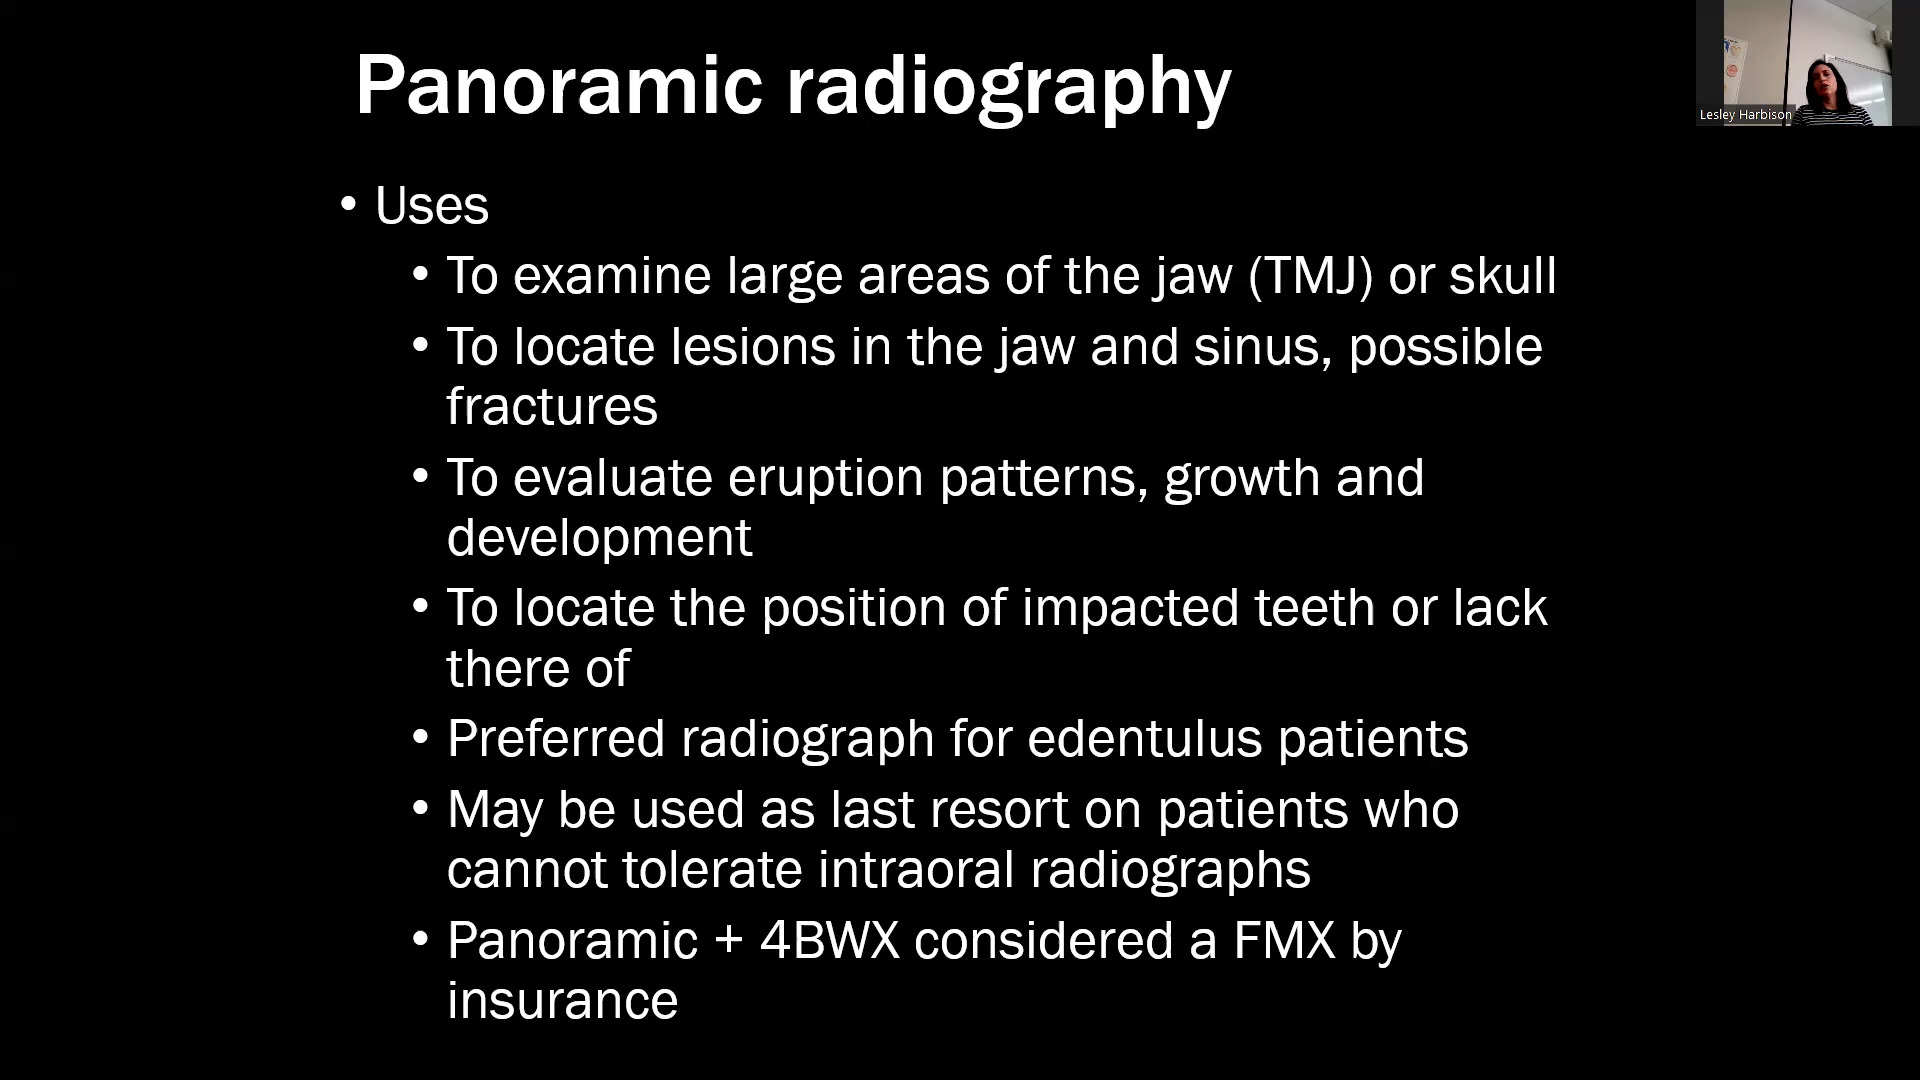 Panoramic radiography
Lesley Harbison
• Uses
• To examine large areas of the jaw (TMJ) or skull
• To locate lesions in the jaw and sinus, possible
fractures
• To evaluate eruption patterns, growth and
development
• To locate the position of impacted teeth or lack
there of
• Preferred radiograph for edentulus patients
• May be used as last resort on patients who
cannot tolerate intraoral radiographs
• Panoramic + 4BWX considered a FMX by
insurance